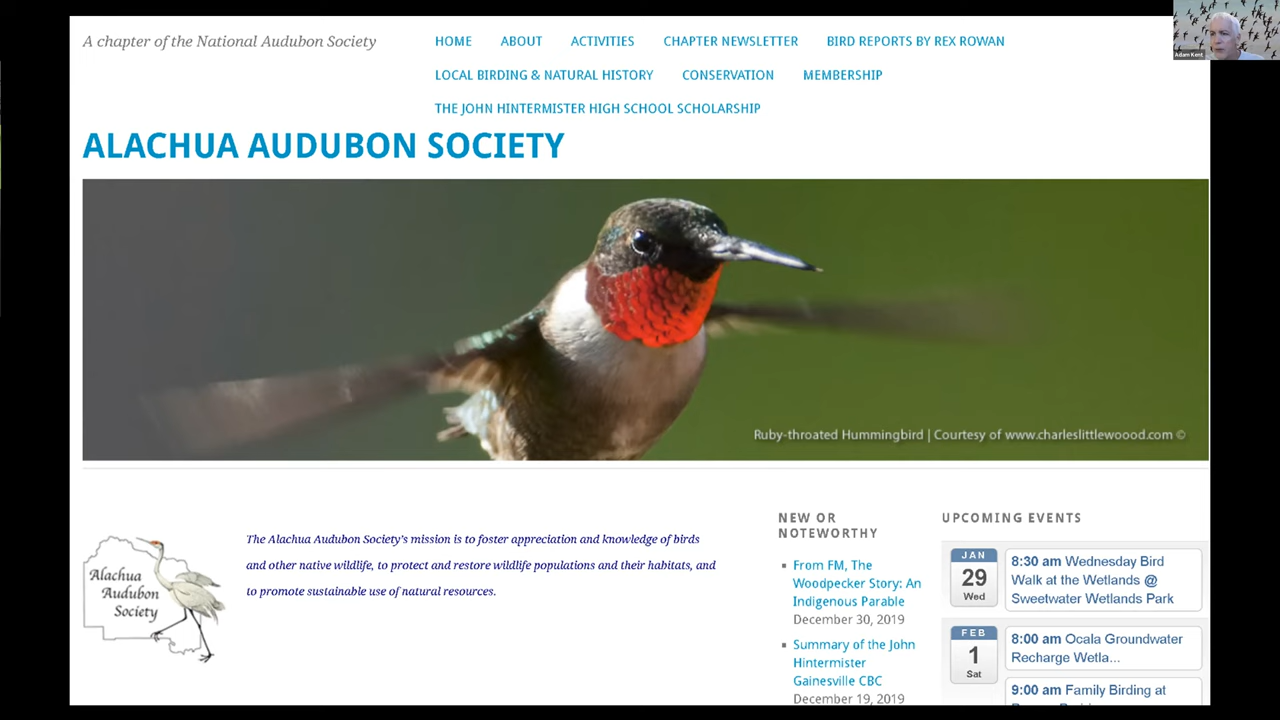 A chapter of the National Audubon Society
HOME ABOUT ACTIVITIES CHAPTER NEWSLETTER BIRD REPORTS BY REX ROWAN
LOCAL BIRDING & NATURAL HISTORY CONSERVATION MEMBERSHIP
THE JOHN HINTERMISTER HIGH SCHOOL SCHOLARSHIP
ALACHUA AUDUBON SOCIETY
Adam Kent
Ruby-throated Hummingbird | Courtesy of www.charleslittlewoood.com ©
Alachua
Audubon
Society
The Alachua Audubon Society's mission is to foster appreciation and knowledge of birds
and other native wildlife, to protect and restore wildlife populations and their habitats, and
to promote sustainable use of natural resources.
NEW OR
NOTEWORTHY
From FM, The
Woodpecker Story: An
Indigenous Parable
December 30, 2019
Summary of the John
Hintermister
Gainesville CBC
December 19, 2019
UPCOMING EVENTS
JAN
29
Wed
8:30 am Wednesday Bird
Walk at the Wetlands @
Sweetwater Wetlands Park
FEB
1
Sat
8:00 am Ocala Groundwater
Recharge Wetla...
9:00 am Family Birding at